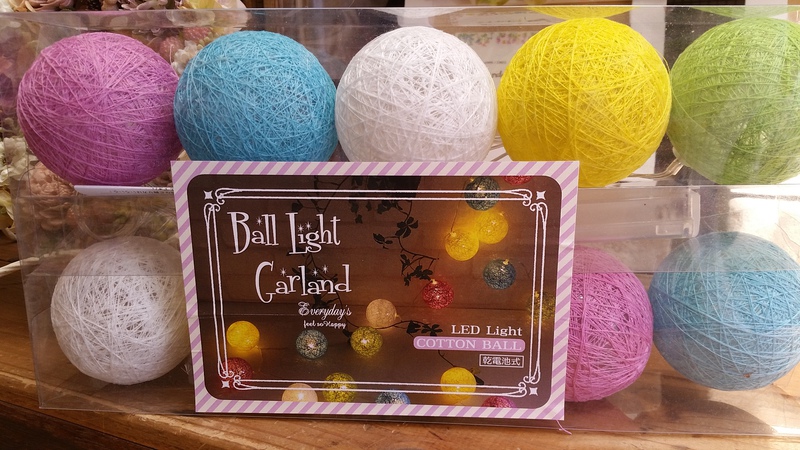 Ball Light
Garland
Everyday's
feel so Happy
LED Light
COTTON BALL
乾電池式